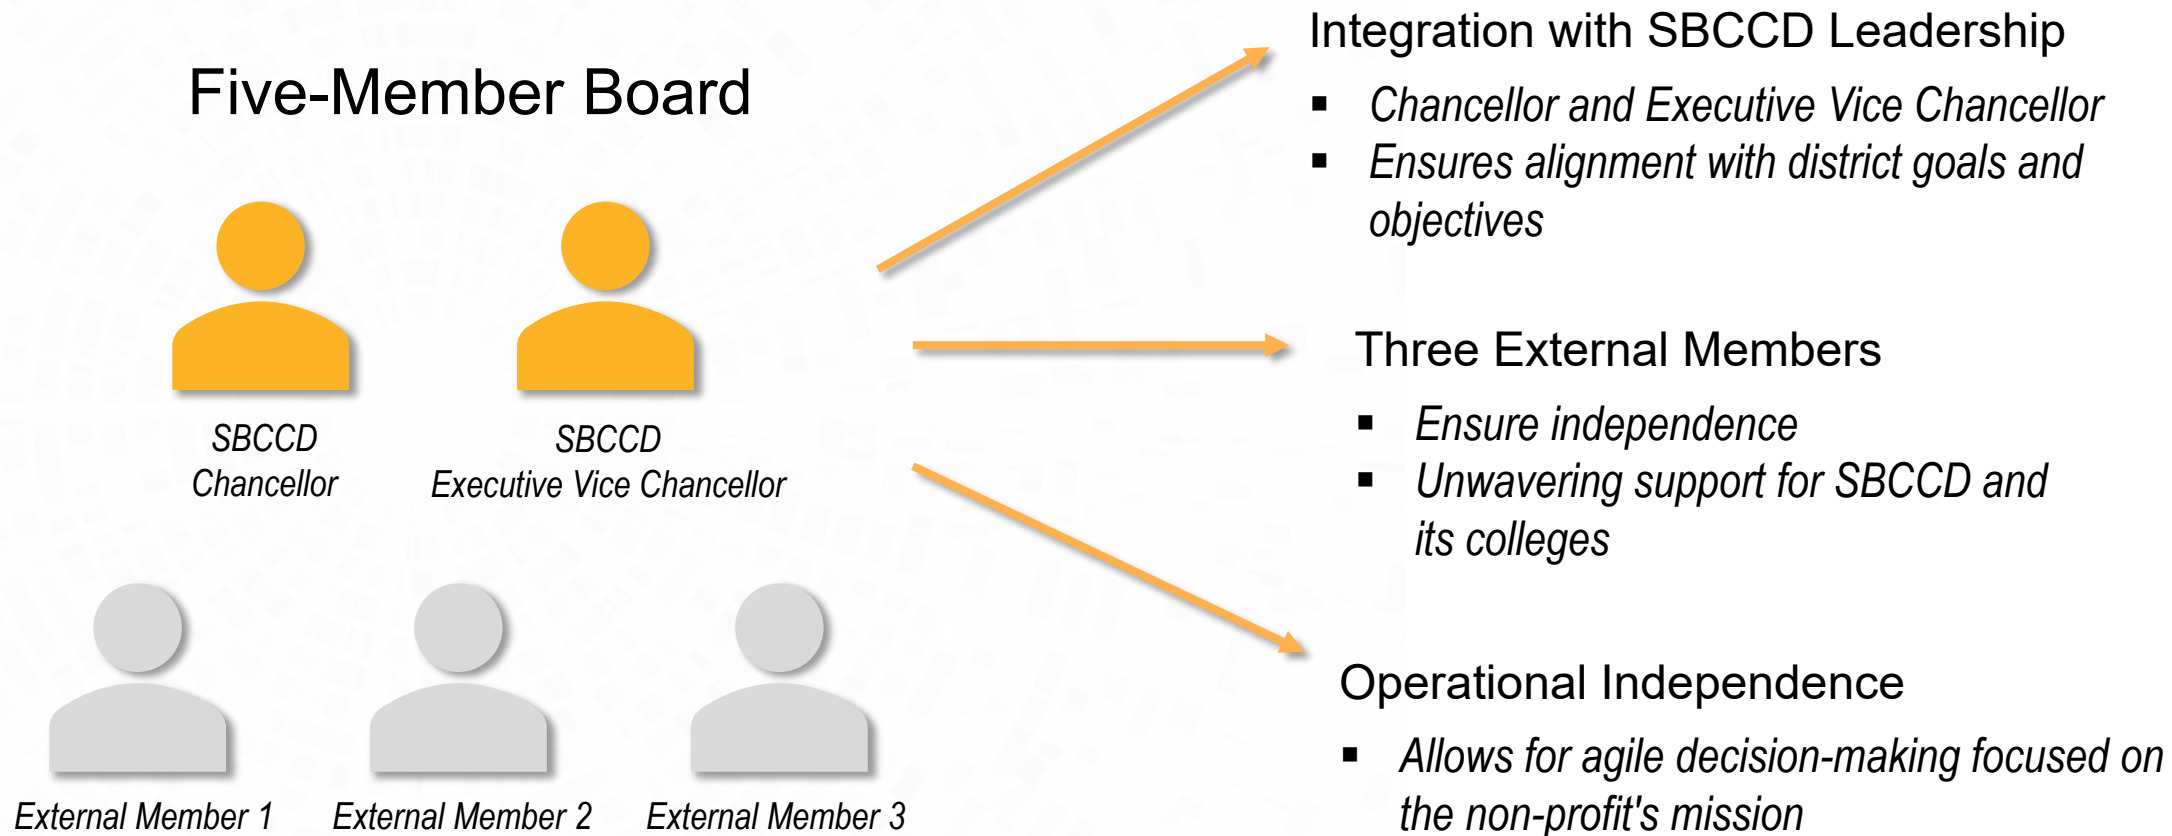 Five-Member Board
SBCCD
Chancellor
SBCCD
Executive Vice Chancellor
External Member 1
External Member 2
External Member 3
Integration with SBCCD Leadership
▪ Chancellor and Executive Vice Chancellor
▪ Ensures alignment with district goals and
objectives
Three External Members
▪ Ensure independence
▪ Unwavering support for SBCCD and
its colleges
Operational Independence
▪ Allows for agile decision-making focused on
the non-profit's mission